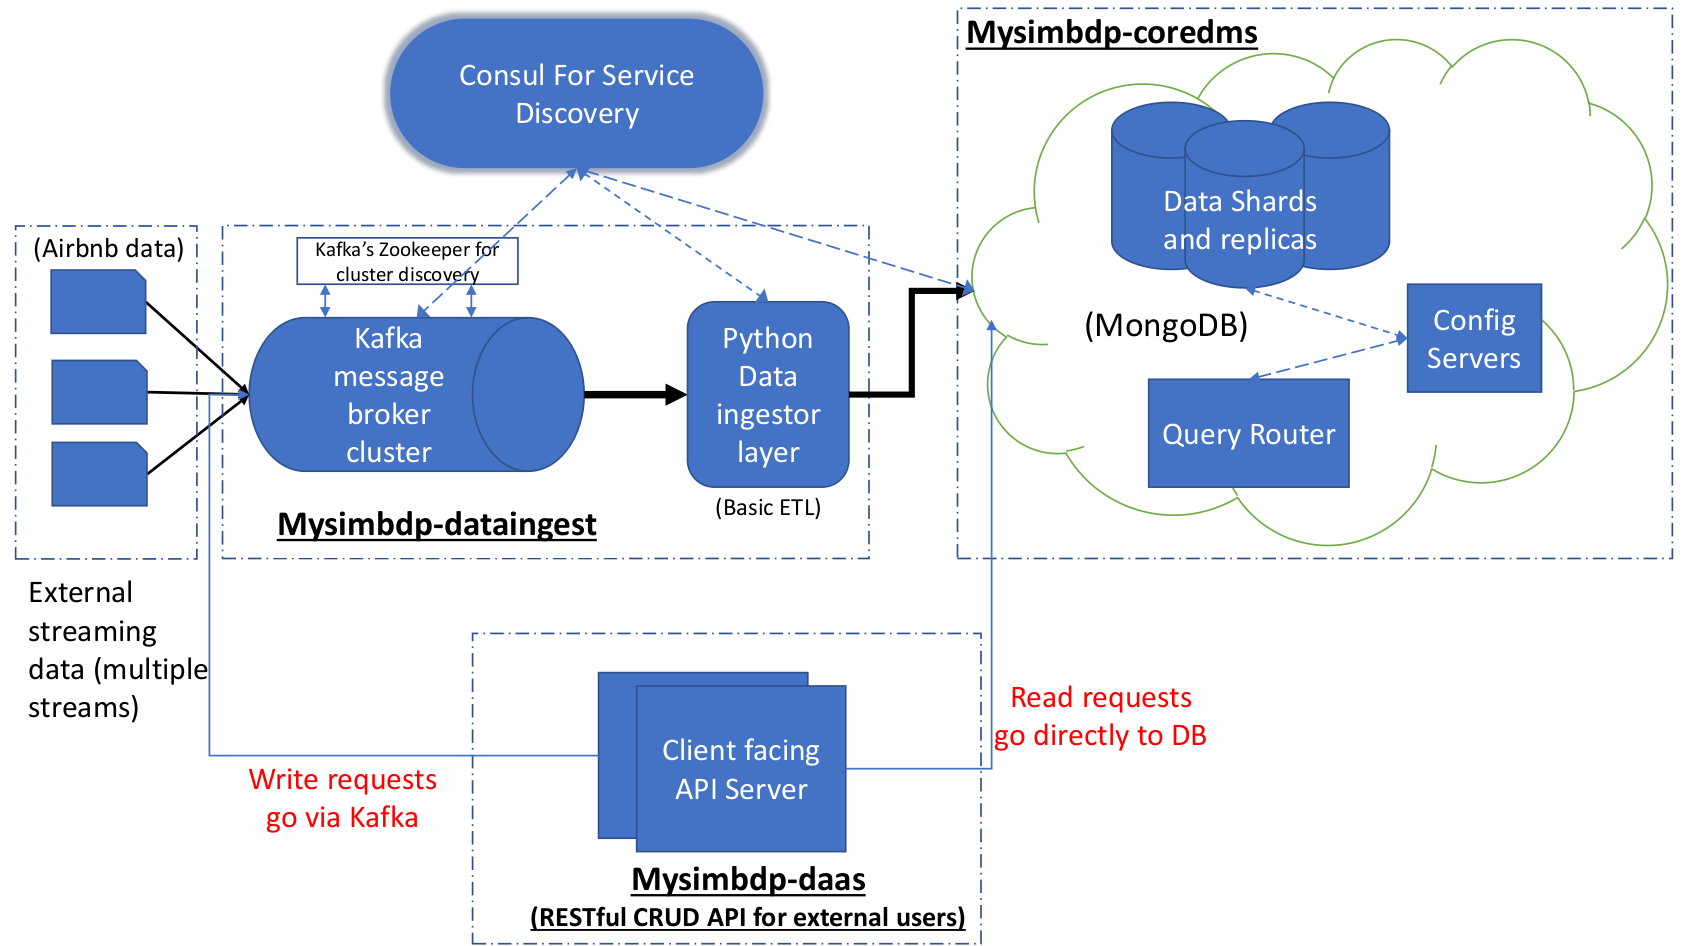 Consul For Service
Discovery
Mysimbdp-coredms
Data Shards
and replicas
(MongoDB)
Config
Servers
Query Router
(Airbnb data)
Kafka's Zookeeper for
cluster discovery
Kafka
message
broker
cluster
Python
Data
ingestor
layer
(Basic ETL)
Mysimbdp-dataingest
External
streaming
data (multiple
streams)
Write requests
go via Kafka
Client facing
API Server
Read requests
go directly to DB
Mysimbdp-daas
(RESTful CRUD API for external users)